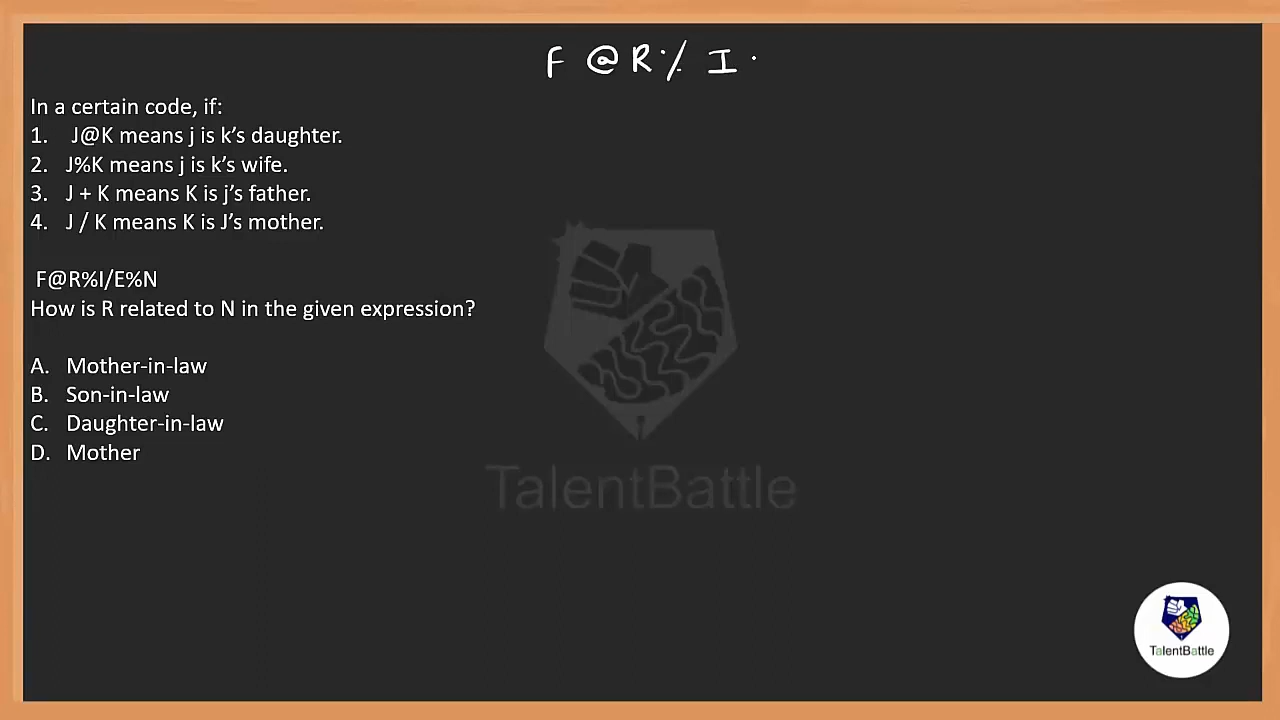 F @ R % I
In a certain code, if:
1. J@K means j is k’s daughter.
2. J%K means j is k’s wife.
3. J + K means K is j’s father.
4. J / K means K is J’s mother.
F@R%I/E%N
How is R related to N in the given expression?
A. Mother-in-law
B. Son-in-law
C. Daughter-in-law
D. Mother
TalentBattle
TalentBattle